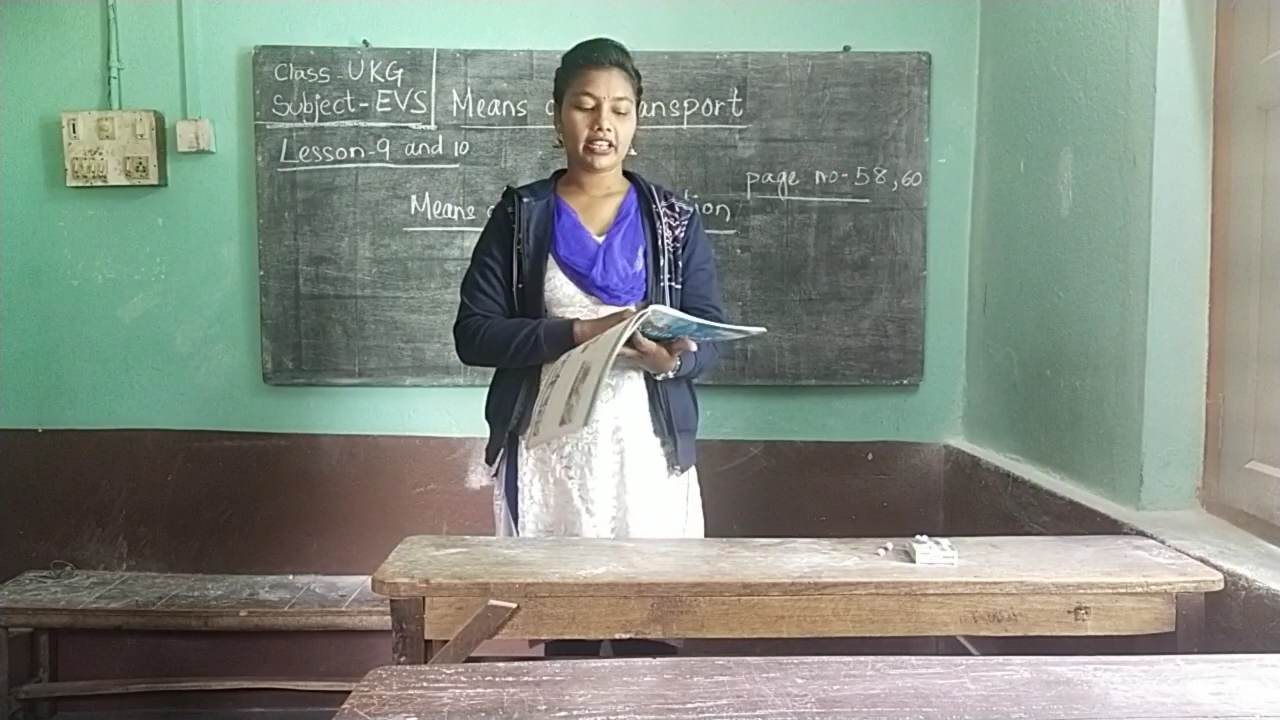 Class-UKG
Subject-EVS
Means ansport
Lesson-9 and 10
page no-58,60
Means ion